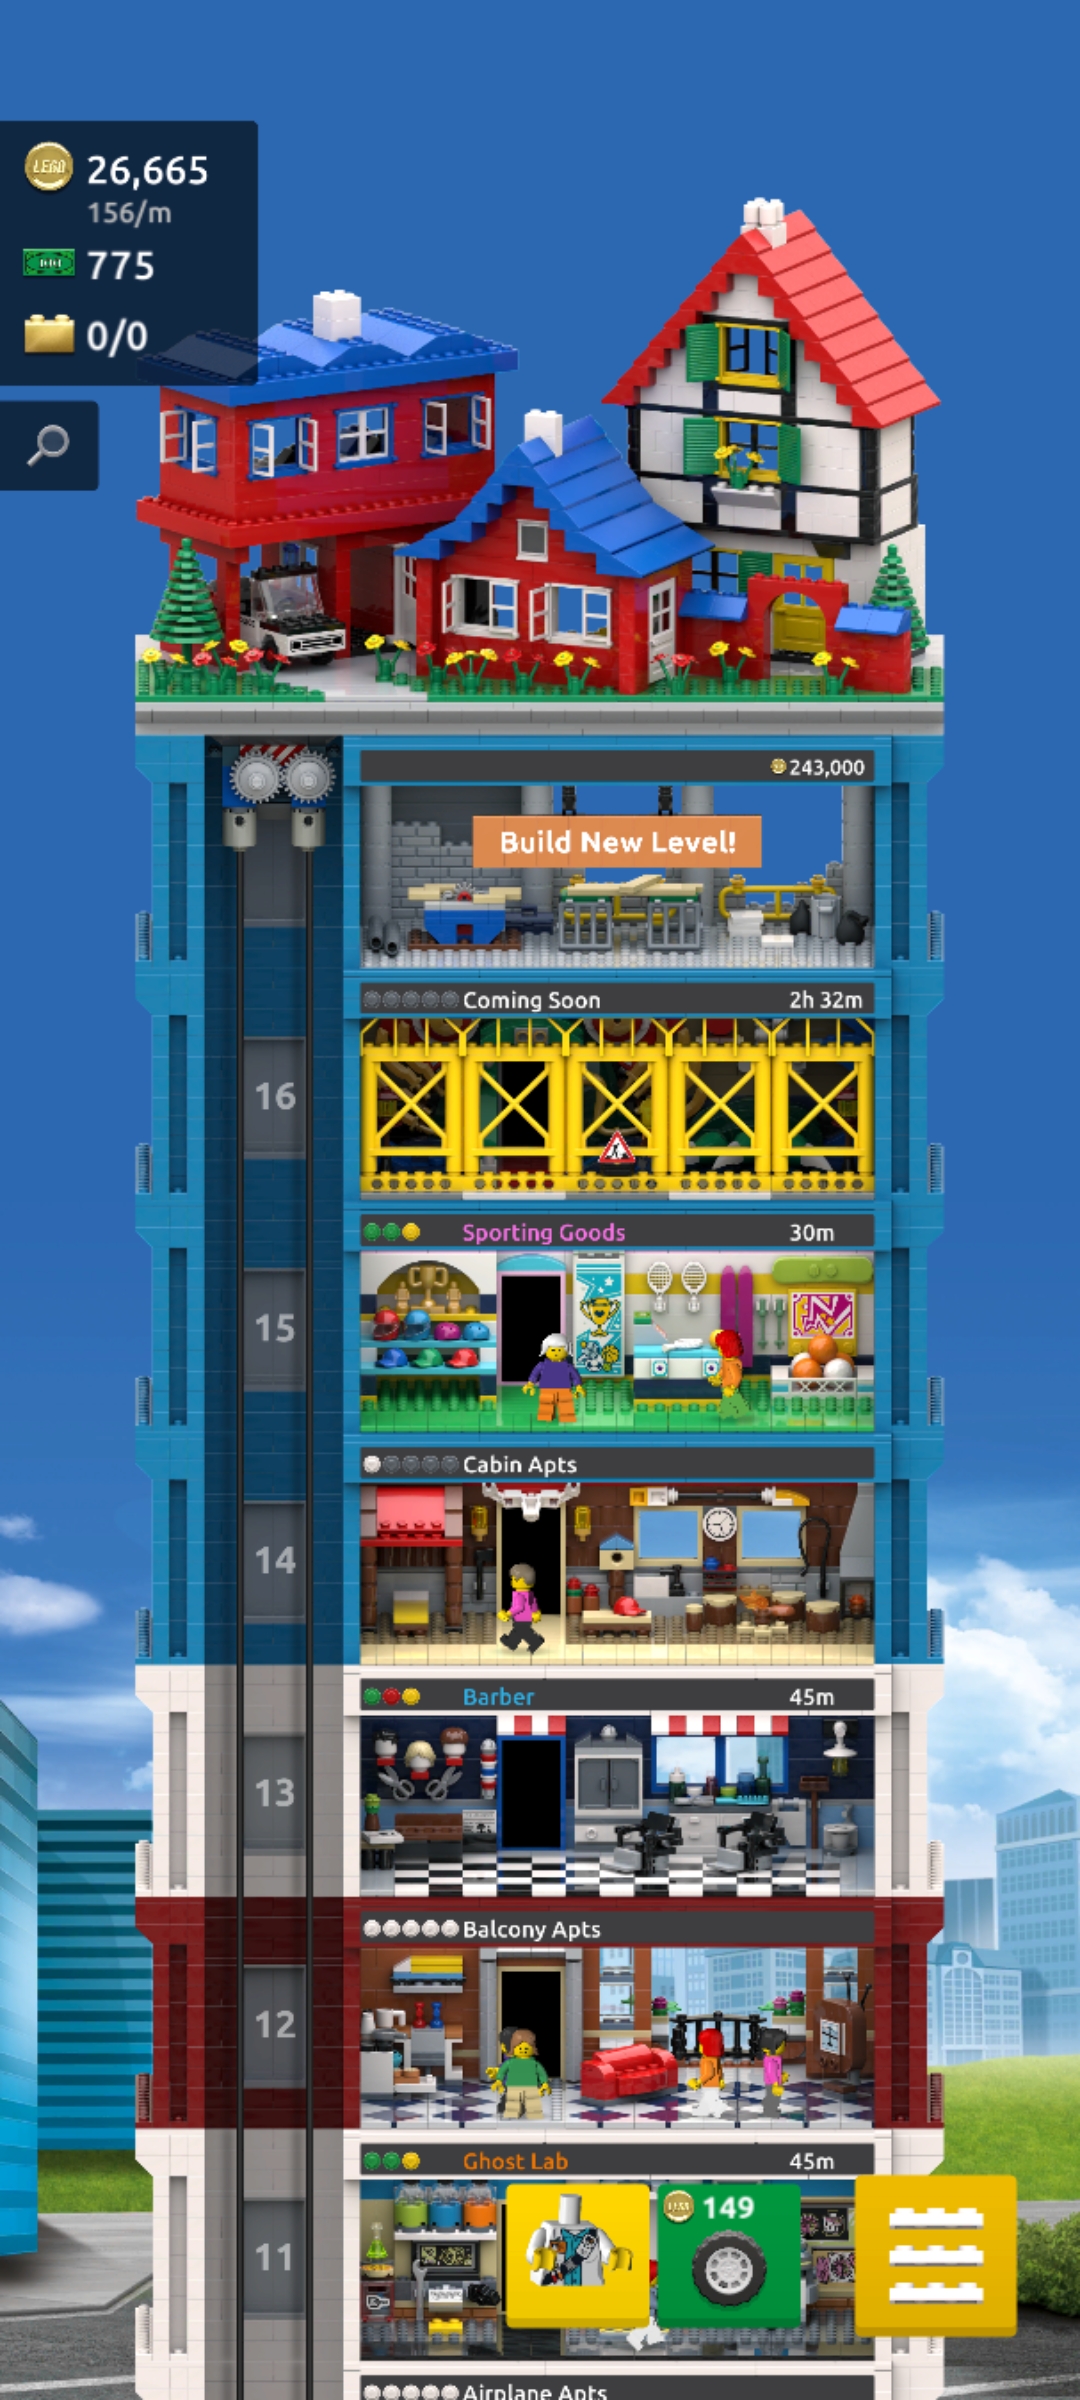 LEGO 26,665
156/m
775
0/0
243,000
Build New Level!
Coming Soon 2h 32m
16
Sporting Goods 30m
15
Cabin Apts
14
Barber 45m
13
Balcony Apts
12
Ghost Lab 45m
149
11
Airplane Apts